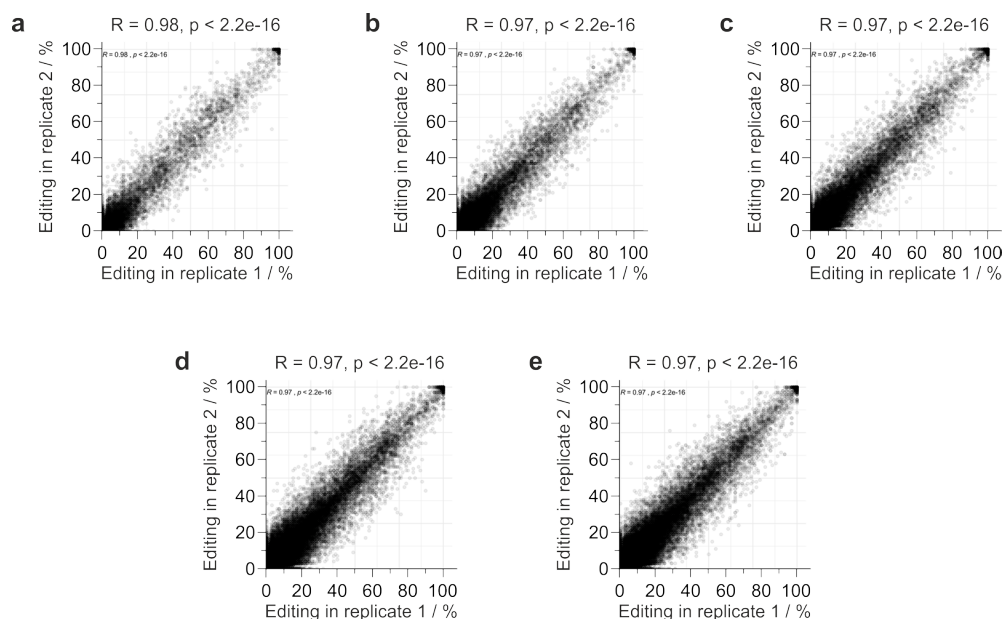 a
R = 0.98, p < 2.2e-16
R = 0.98 , p < 2.2e-16
Editing in replicate 2 / %
100
80
60
40
20
0
0 20 40 60 80 100
Editing in replicate 1 / %
b
R = 0.97, p < 2.2e-16
R = 0.97 , p < 2.2e-16
Editing in replicate 2 / %
100
80
60
40
20
0
0 20 40 60 80 100
Editing in replicate 1 / %
c
R = 0.97, p < 2.2e-16
R = 0.97 , p < 2.2e-16
Editing in replicate 2 / %
100
80
60
40
20
0
0 20 40 60 80 100
Editing in replicate 1 / %
d
R = 0.97, p < 2.2e-16
R = 0.97 , p < 2.2e-16
Editing in replicate 2 / %
100
80
60
40
20
0
0 20 40 60 80 100
Editing in replicate 1 / %
e
R = 0.97, p < 2.2e-16
R = 0.97 , p < 2.2e-16
Editing in replicate 2 / %
100
80
60
40
20
0
0 20 40 60 80 100
Editing in replicate 1 / %